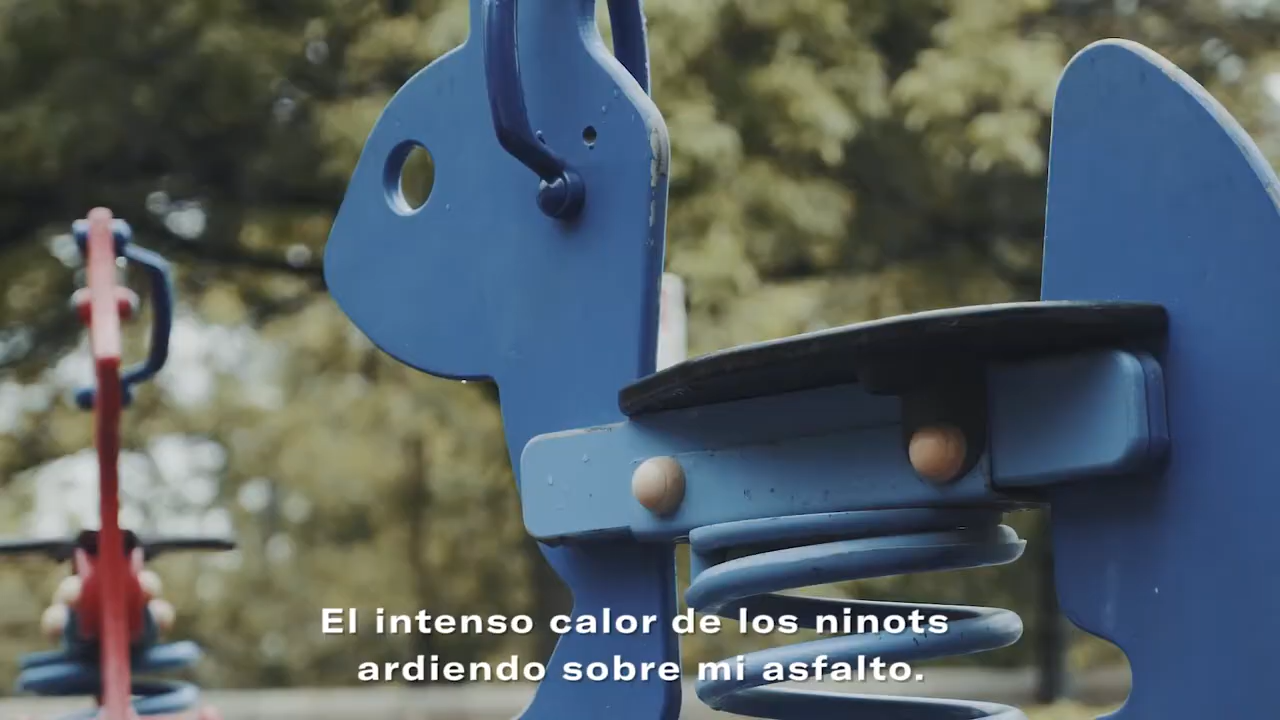 El intenso calor de los ninots
ardiendo sobre mi asfalto.